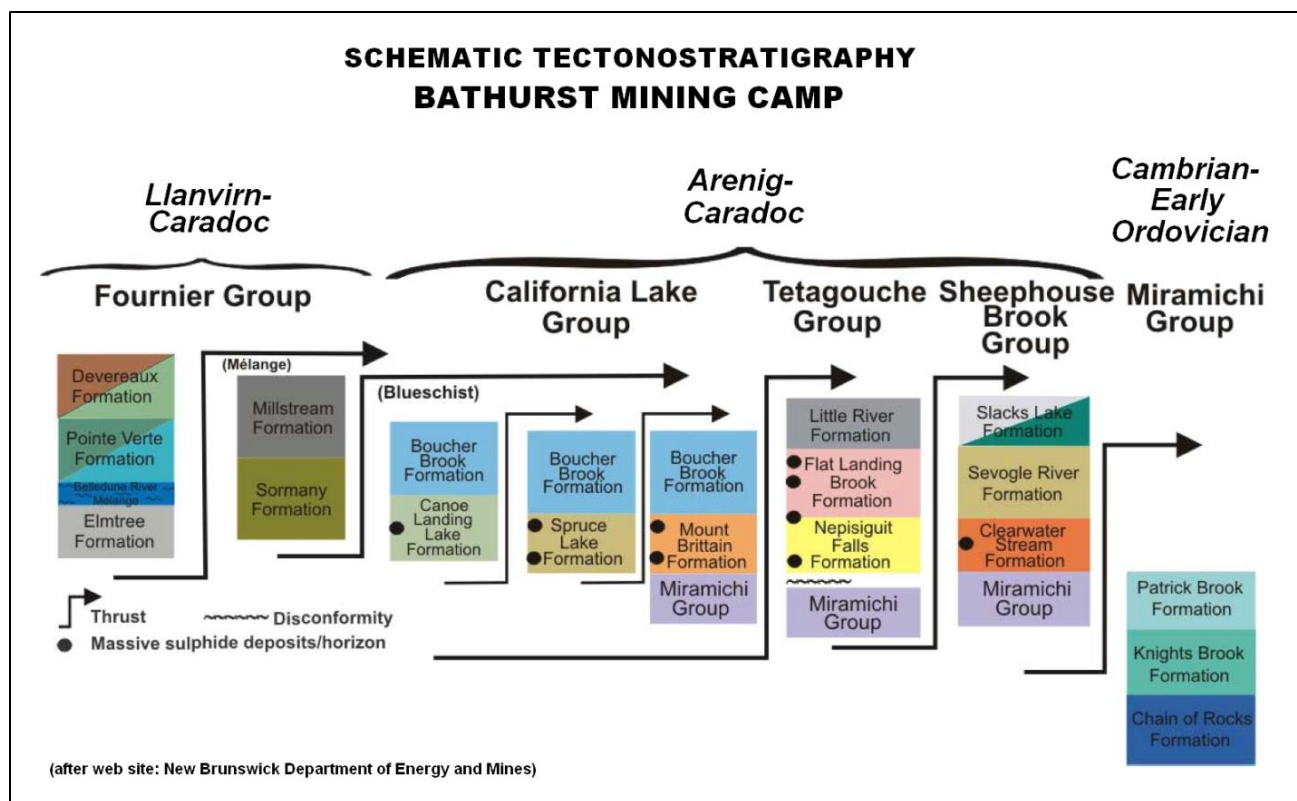 SCHEMATIC TECTONOSTRATIGRAPHY
BATHURST MINING CAMP
Llanvirn-
Caradoc
Arenig-
Caradoc
Cambrian-
Early
Ordovician
Fournier Group
California Lake
Group
Tetagouche
Group
Sheephouse
Brook
Group
Miramichi
Group
Devereaux
Formation
Pointe Verte
Formation
Belledune River
Mélange
Elmtree
Formation
(Mélange)
Millstream
Formation
Sormany
Formation
(Blueschist)
Boucher
Brook
Formation
Canoe
Landing
Lake
Formation
Boucher
Brook
Formation
Spruce
Lake
Formation
Boucher
Brook
Formation
Mount
Brittain
Formation
Miramichi
Group
Little River
Formation
Flat Landing
Brook
Formation
Nepisiguit
Falls
Formation
Miramichi
Group
Slacks Lake
Formation
Sevogle River
Formation
Clearwater
Stream
Formation
Miramichi
Group
Patrick Brook
Formation
Knights Brook
Formation
Chain of Rocks
Formation
Thrust
Disconformity
Massive sulphide deposits/horizon
(after web site: New Brunswick Department of Energy and Mines)